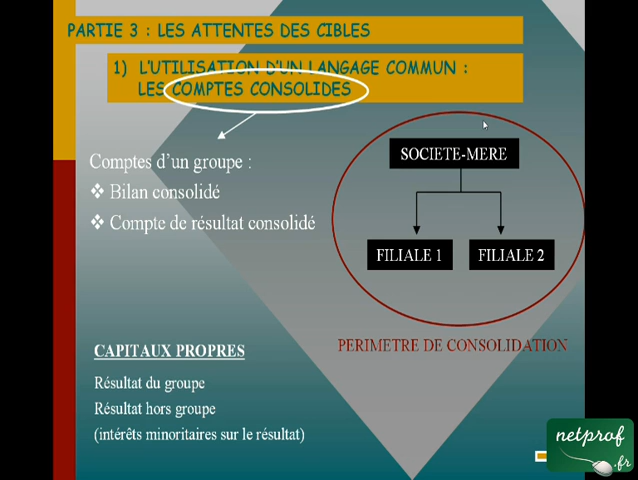 PARTIE 3 : LES ATTENTES DES CIBLES
1) L'UTILISATION D'UN LANGAGE COMMUN :
LES COMPTES CONSOLIDES
Comptes d'un groupe :
❖ Bilan consolidé
❖ Compte de résultat consolidé
SOCIETE-MERE
FILIALE 1
FILIALE 2
PERIMETRE DE CONSOLIDATION
CAPITAUX PROPRES
Résultat du groupe
Résultat hors groupe
(intérêts minoritaires sur le résultat)
netprof
.fr